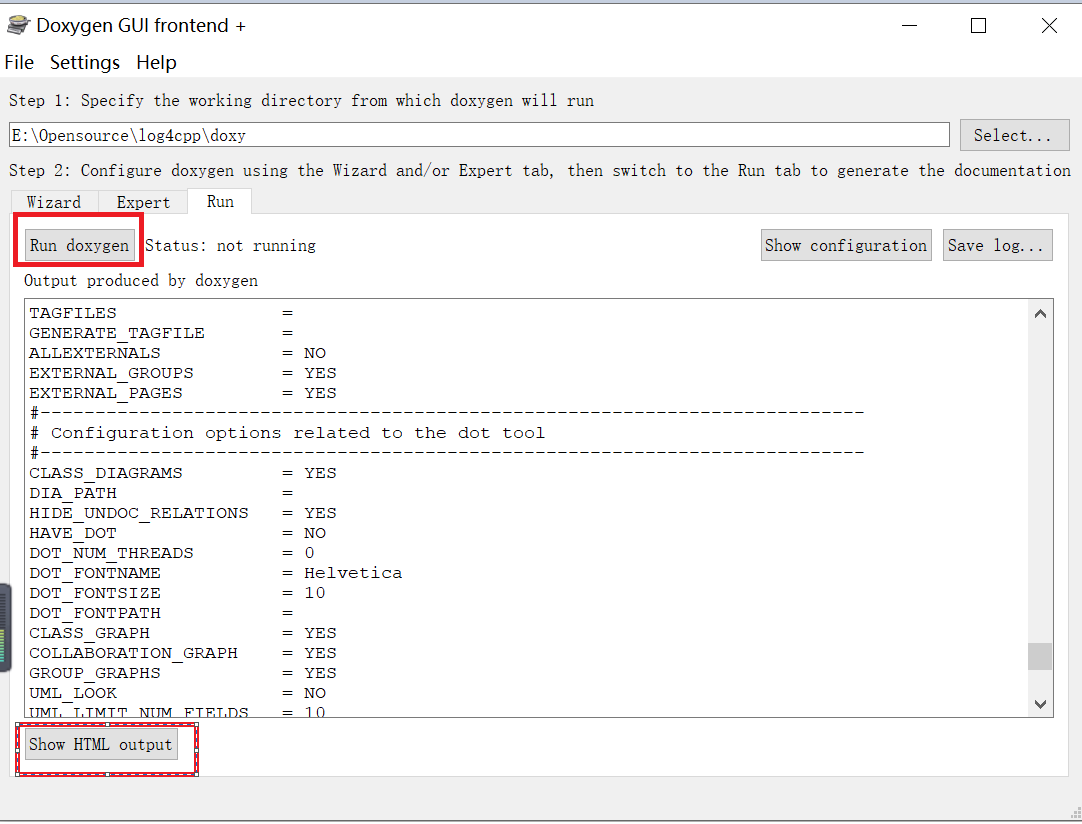 Doxygen GUI frontend +
File Settings Help
Step 1: Specify the working directory from which doxygen will run
E:\Opensource\log4cpp\doxy
Select...
Step 2: Configure doxygen using the Wizard and/or Expert tab, then switch to the Run tab to generate the documentation
Wizard Expert Run
Run doxygen Status: not running Show configuration Save log...
Output produced by doxygen
TAGFILES =
GENERATE_TAGFILE =
ALLEXTERNALS = NO
EXTERNAL_GROUPS = YES
EXTERNAL_PAGES = YES
#---------------------------------------------------------------------------
# Configuration options related to the dot tool
#---------------------------------------------------------------------------
CLASS_DIAGRAMS = YES
DIA_PATH =
HIDE_UNDOC_RELATIONS = YES
HAVE_DOT = NO
DOT_NUM_THREADS = 0
DOT_FONTNAME = Helvetica
DOT_FONTSIZE = 10
DOT_FONTPATH =
CLASS_GRAPH = YES
COLLABORATION_GRAPH = YES
GROUP_GRAPHS = YES
UML_LOOK = NO
UML_LIMIT_NUM_FIELDS = 10
Show HTML output